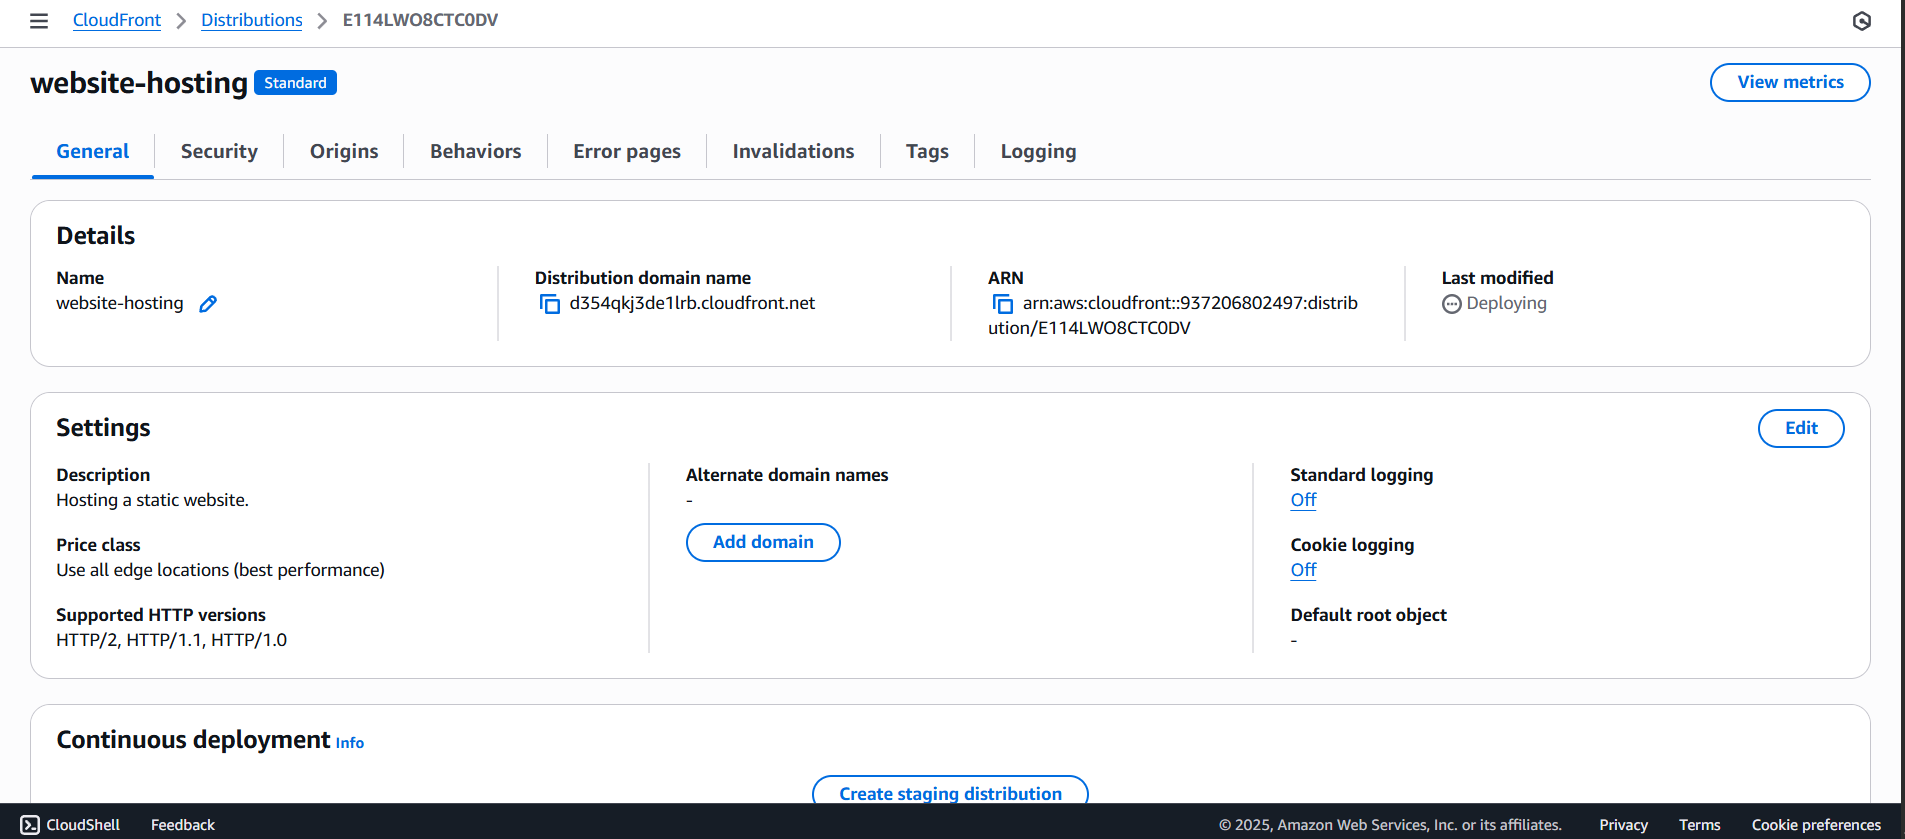 CloudFront > Distributions > E114LWO8CTC0DV
website-hosting Standard
View metrics
General
Security
Origins
Behaviors
Error pages
Invalidations
Tags
Logging
Details
Name
website-hosting
Distribution domain name
d354qkj3de1lrb.cloudfront.net
ARN
arn:aws:cloudfront::937206802497:distrib
ution/E114LWO8CTC0DV
Last modified
Deploying
Settings
Edit
Description
Hosting a static website.
Price class
Use all edge locations (best performance)
Supported HTTP versions
HTTP/2, HTTP/1.1, HTTP/1.0
Alternate domain names
-
Add domain
Standard logging
Off
Cookie logging
Off
Default root object
-
Continuous deployment Info
Create staging distribution
CloudShell
Feedback
© 2025, Amazon Web Services, Inc. or its affiliates.
Privacy
Terms
Cookie preferences